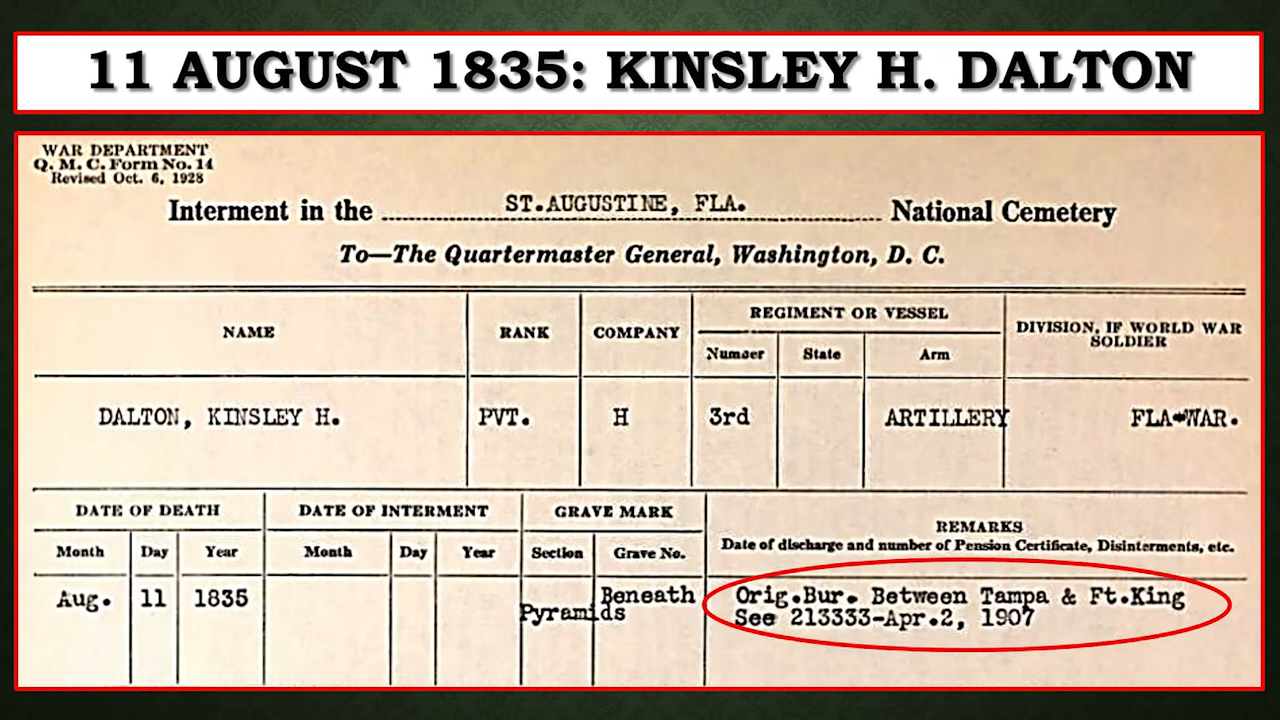 11 AUGUST 1835: KINSLEY H. DALTON
WAR DEPARTMENT
Q. M. C. Form No. 14
Revised Oct. 6, 1928
Interment in the ST.AUGUSTINE, FLA. National Cemetery
To—The Quartermaster General, Washington, D. C.
NAME
RANK
COMPANY
REGIMENT OR VESSEL
Number
State
Arm
DIVISION, IF WORLD WAR
SOLDIER
DALTON, KINSLEY H.
PVT.
H
3rd
ARTILLERY
FLA-WAR.
DATE OF DEATH
DATE OF INTERMENT
GRAVE MARK
REMARKS
Date of discharge and number of Pension Certificate, Disinterments, etc.
Month
Day
Year
Month
Day
Year
Section
Grave No.
Aug.
11
1835
Beneath
Pyramids
Orig.Bur. Between Tampa & Ft.King
See 213333-Apr.2, 1907